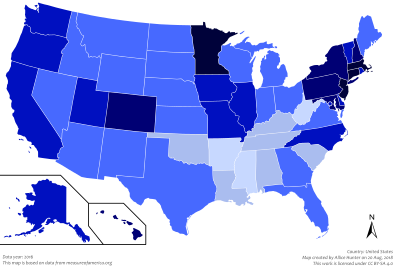 N
Data year: 2016
This map is based on data from measureofamerica.org
Country: United States
Map created by Allice Hunter on 20 Aug, 2018
This work is licensed under CC BY-SA 4.0